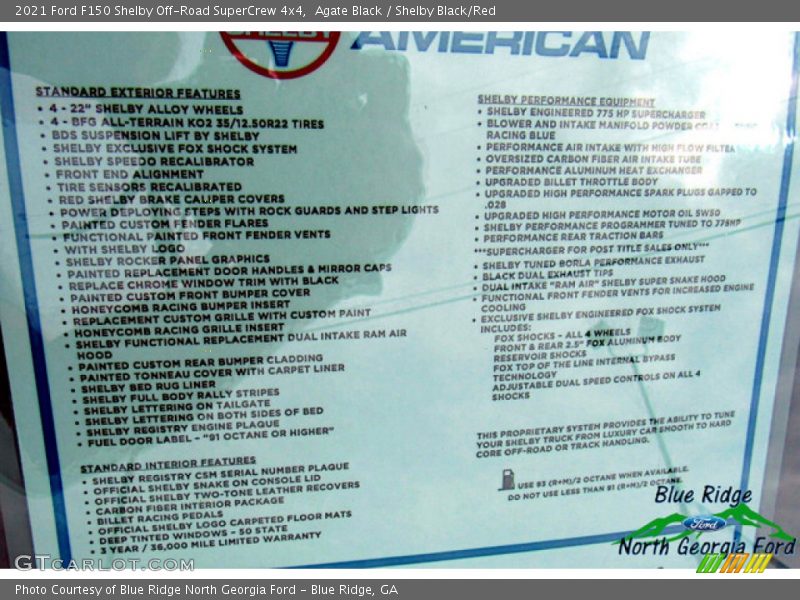 2021 Ford F150 Shelby Off-Road SuperCrew 4x4, Agate Black / Shelby Black/Red
SHELBY
AMERICAN
STANDARD EXTERIOR FEATURES
• 4 - 22" SHELBY ALLOY WHEELS
• 4 - BFG ALL-TERRAIN KO2 35/12.50R22 TIRES
• BDS SUSPENSION LIFT BY SHELBY
• SHELBY EXCLUSIVE FOX SHOCK SYSTEM
• SHELBY SPEEDO RECALIBRATOR
• FRONT END ALIGNMENT
• TIRE SENSORS RECALIBRATED
• RED SHELBY BRAKE CALIPER COVERS
• POWER DEPLOYING STEPS WITH ROCK GUARDS AND STEP LIGHTS
• PAINTED CUSTOM FENDER FLARES
• FUNCTIONAL PAINTED FRONT FENDER VENTS
• WITH SHELBY LOGO
• SHELBY ROCKER PANEL GRAPHICS
• PAINTED REPLACEMENT DOOR HANDLES & MIRROR CAPS
• REPLACE CHROME WINDOW TRIM WITH BLACK
• PAINTED CUSTOM FRONT BUMPER COVER
• HONEYCOMB RACING BUMPER INSERT
• REPLACEMENT CUSTOM GRILLE WITH CUSTOM PAINT
• HONEYCOMB RACING GRILLE INSERT
• SHELBY FUNCTIONAL REPLACEMENT DUAL INTAKE RAM AIR
HOOD
• PAINTED CUSTOM REAR BUMPER CLADDING
• PAINTED TONNEAU COVER WITH CARPET LINER
• SHELBY BED RUG LINER
• SHELBY FULL BODY RALLY STRIPES
• SHELBY LETTERING ON TAILGATE
• SHELBY LETTERING ON BOTH SIDES OF BED
• SHELBY REGISTRY ENGINE PLAQUE
• FUEL DOOR LABEL - "91 OCTANE OR HIGHER"
STANDARD INTERIOR FEATURES
• SHELBY REGISTRY CSM SERIAL NUMBER PLAQUE
• OFFICIAL SHELBY SNAKE ON CONSOLE LID
• OFFICIAL SHELBY TWO-TONE LEATHER RECOVERS
• CARBON FIBER INTERIOR PACKAGE
• BILLET RACING PEDALS
• OFFICIAL SHELBY LOGO CARPETED FLOOR MATS
• DEEP TINTED WINDOWS - 50 STATE
• 3 YEAR / 36,000 MILE LIMITED WARRANTY
SHELBY PERFORMANCE EQUIPMENT
• SHELBY ENGINEERED 775 HP SUPERCHARGER
• BLOWER AND INTAKE MANIFOLD POWDER
RACING BLUE
• PERFORMANCE AIR INTAKE WITH HIGH FLOW FILTER
• OVERSIZED CARBON FIBER AIR INTAKE TUBE
• PERFORMANCE ALUMINUM HEAT EXCHANGER
• UPGRADED BILLET THROTTLE BODY
• UPGRADED HIGH PERFORMANCE SPARK PLUGS GAPPED TO
.028
• UPGRADED HIGH PERFORMANCE MOTOR OIL 5W50
• SHELBY PERFORMANCE PROGRAMMER TUNED TO 775HP
• PERFORMANCE REAR TRACTION BARS
***SUPERCHARGER FOR POST TITLE SALES ONLY***
• SHELBY TUNED BORLA PERFORMANCE EXHAUST
• BLACK DUAL EXHAUST TIPS
• DUAL INTAKE "RAM AIR" SHELBY SUPER SNAKE HOOD
• FUNCTIONAL FRONT FENDER VENTS FOR INCREASED ENGINE
COOLING
• EXCLUSIVE SHELBY ENGINEERED FOX SHOCK SYSTEM
INCLUDES:
FOX SHOCKS - ALL 4 WHEELS
FRONT & REAR 2.5" FOX ALUMINUM BODY
RESERVOIR SHOCKS
FOX TOP OF THE LINE INTERNAL BYPASS
TECHNOLOGY
ADJUSTABLE DUAL SPEED CONTROLS ON ALL 4
SHOCKS
THIS PROPRIETARY SYSTEM PROVIDES THE ABILITY TO TUNE
YOUR SHELBY TRUCK FROM LUXURY CAR SMOOTH TO HARD
CORE OFF-ROAD OR TRACK HANDLING.
USE 93 (R+M)/2 OCTANE WHEN AVAILABLE.
DO NOT USE LESS THAN 91 (R+M)/2 OCTANE.
Blue Ridge
Ford
North Georgia Ford
GTcarlot.com
Photo Courtesy of Blue Ridge North Georgia Ford - Blue Ridge, GA